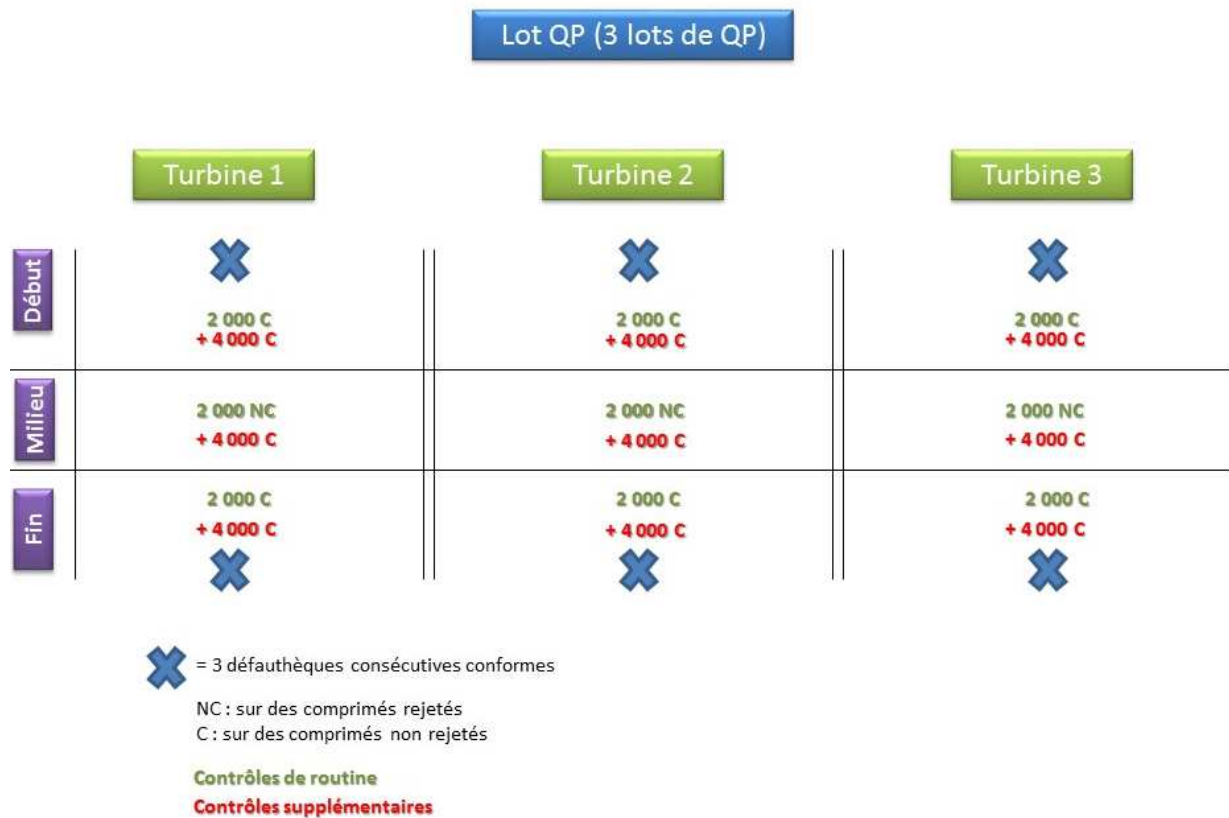 Lot QP (3 lots de QP)
Turbine 1 Turbine 2 Turbine 3
Début
2 000 C 2 000 C 2 000 C
+ 4 000 C + 4 000 C + 4 000 C
Milieu
2 000 NC 2 000 NC 2 000 NC
+ 4 000 C + 4 000 C + 4 000 C
Fin
2 000 C 2 000 C 2 000 C
+ 4 000 C + 4 000 C + 4 000 C
= 3 défauthèques consécutives conformes
NC : sur des comprimés rejetés
C : sur des comprimés non rejetés
Contrôles de routine
Contrôles supplémentaires